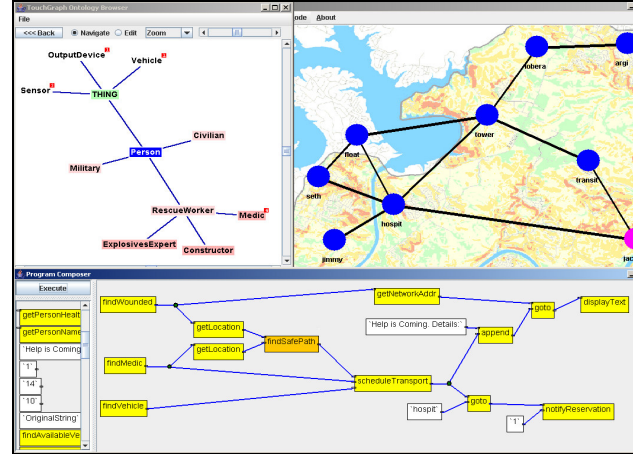 TouchGraph Ontology Browser
File
<<< Back
Navigate
Edit
Zoom
OutputDevice
Vehicle
Sensor
THING
Civilian
Person
Military
RescueWorker
Medic
ExplosivesExpert
Constructor
ode
About
lobera
argi
tower
float
transit
seth
hospit
jimmy
Program Composer
Execute
getPersonHealt
getPersonName
`Help is Coming
`1`
`14`
`10`
`OriginalString`
findAvailableVe
findWounded
getNetworkAddr
goto
displayText
getLocation
`Help is Coming. Details:`
append
getLocation
findSafePath
findMedic
scheduleTransport
findVehicle
goto
`hospit`
notifyReservation
`1`